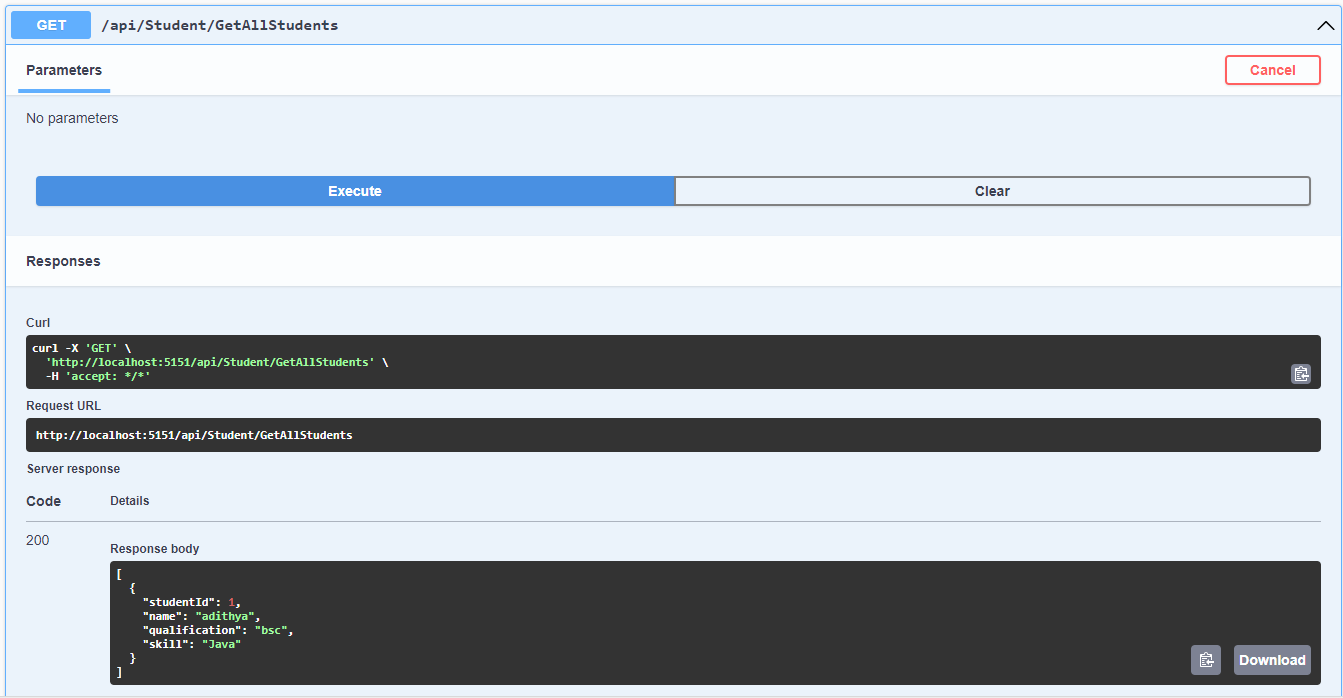 GET /api/Student/GetAllStudents
Parameters Cancel
No parameters
Execute Clear
Responses
Curl
curl -X 'GET' \
  'http://localhost:5151/api/Student/GetAllStudents' \
  -H 'accept: */*'
Request URL
http://localhost:5151/api/Student/GetAllStudents
Server response
Code Details
200
Response body
[
  {
    "studentId": 1,
    "name": "adithya",
    "qualification": "bsc",
    "skill": "Java"
  }
]
Download